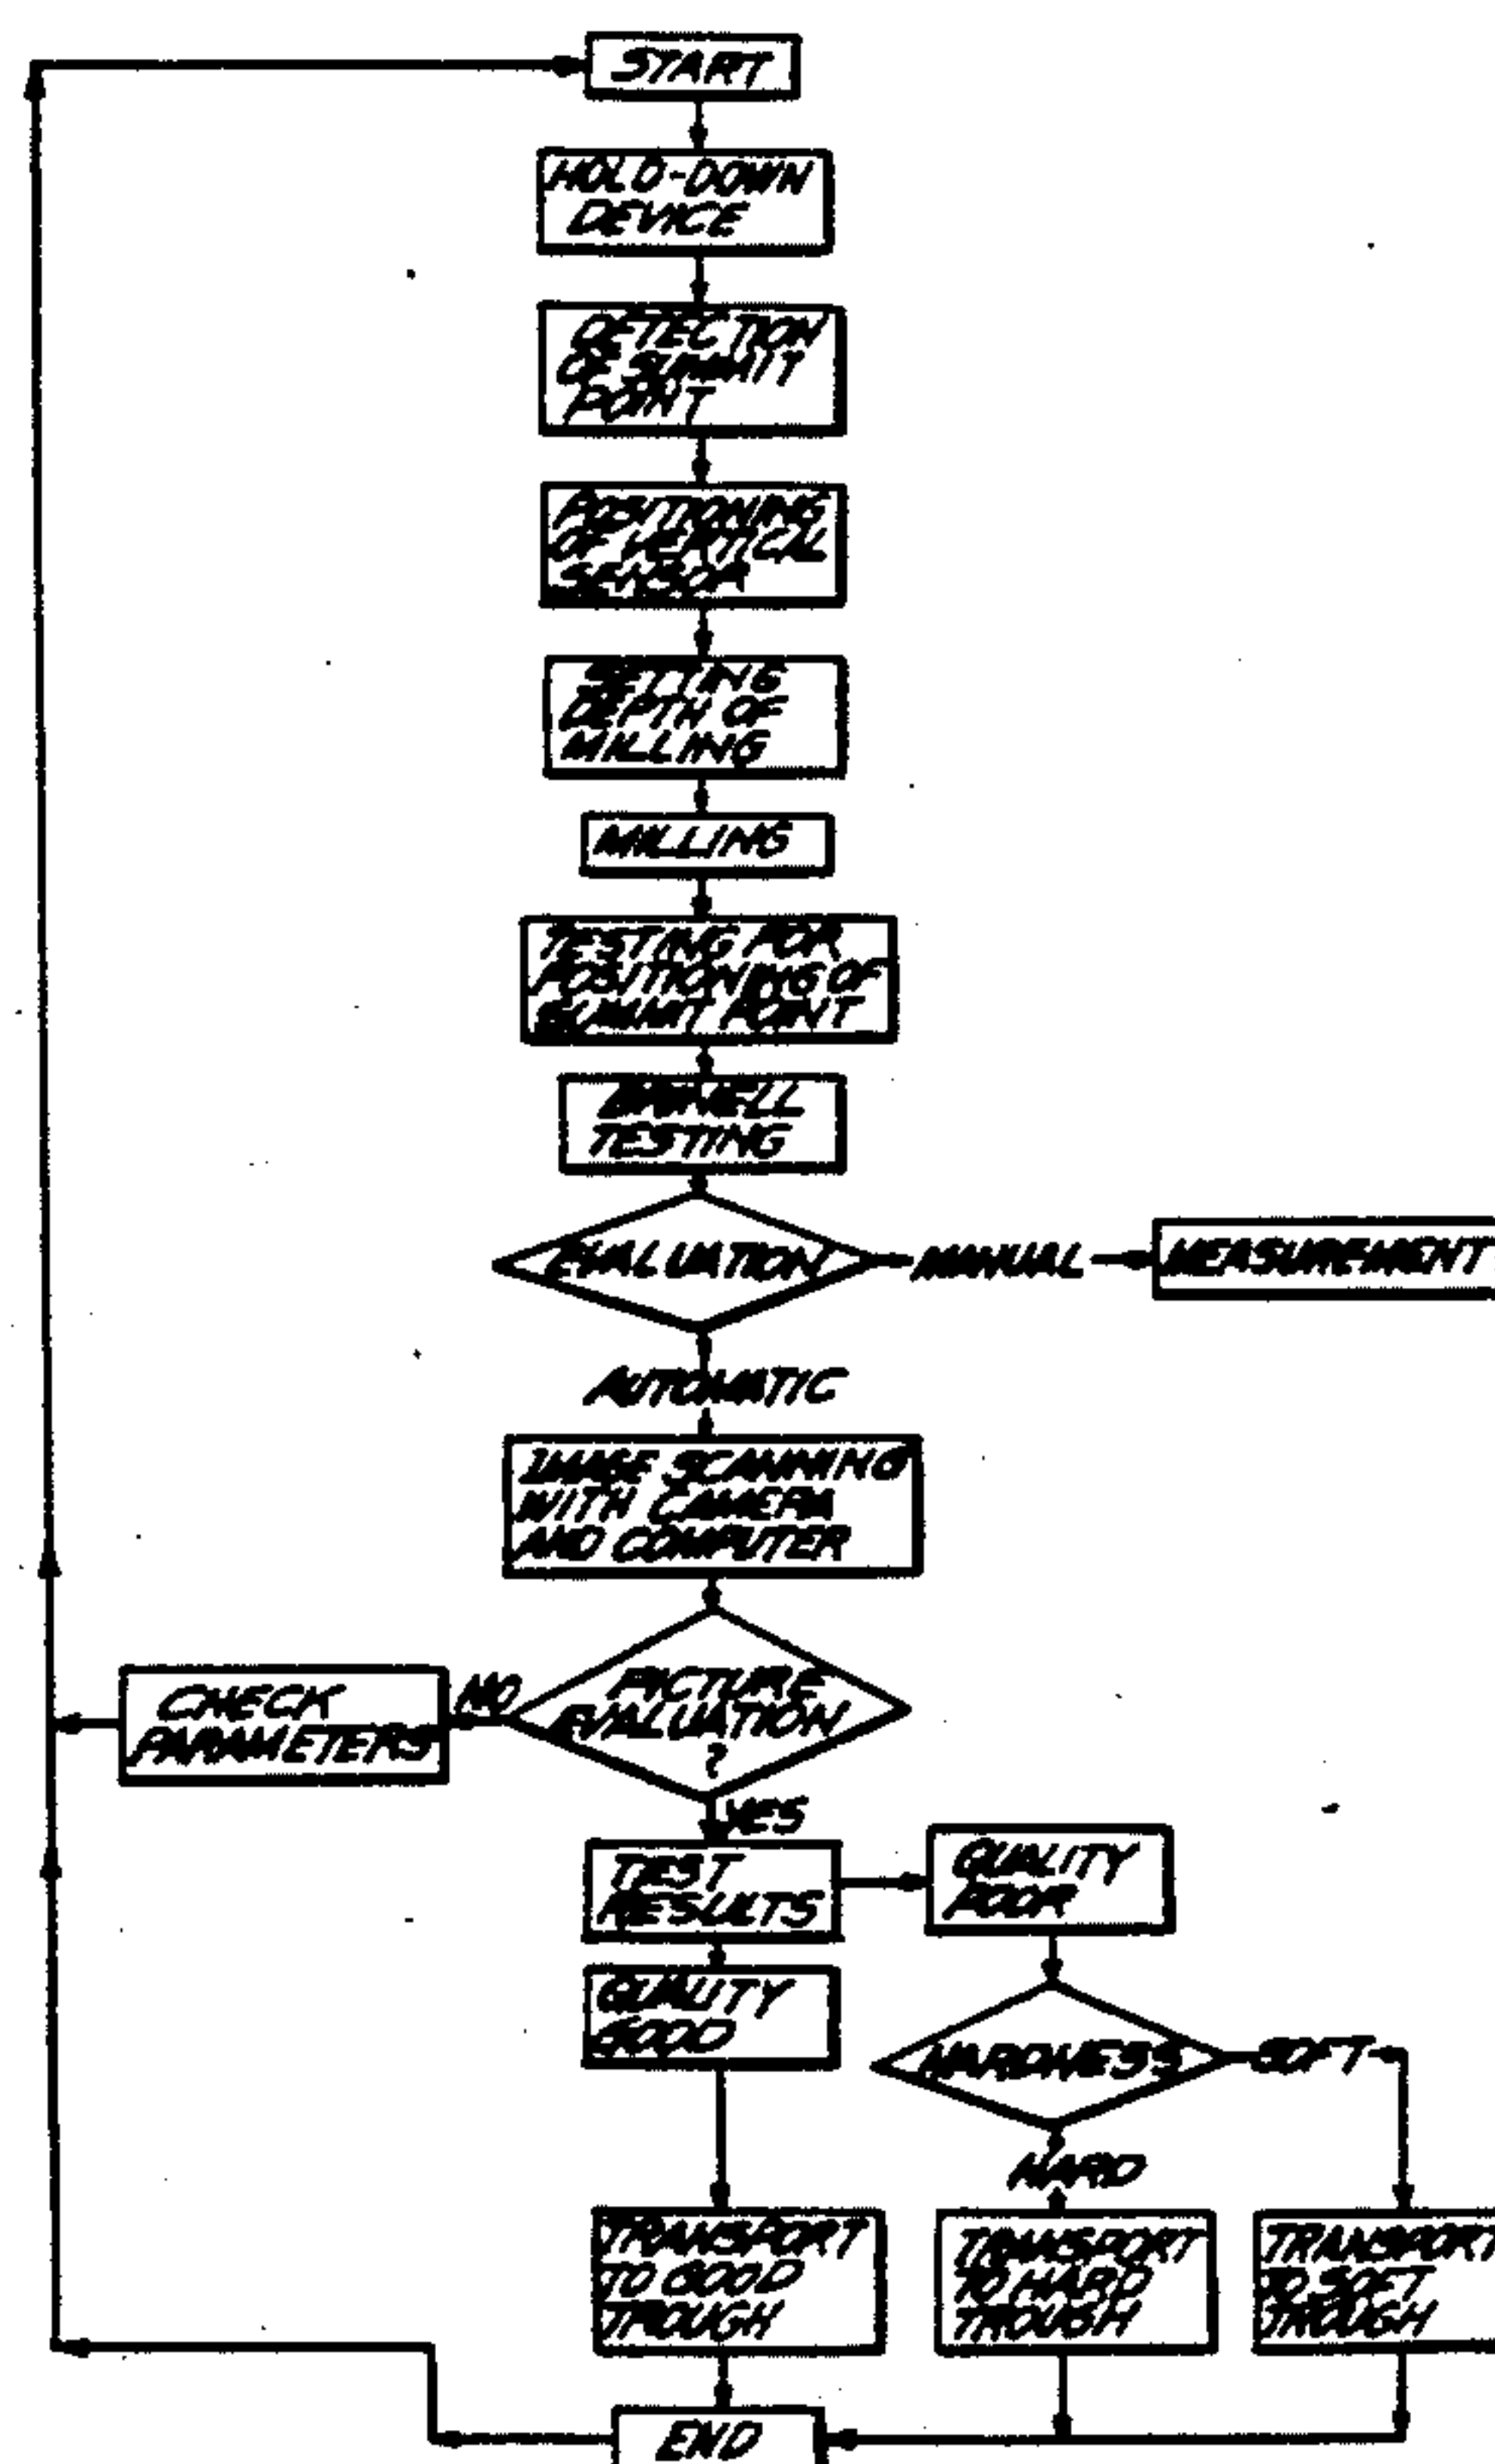 START
HOLD-DOWN
DEVICE
DETECTION
OF SUMMIT
POINT
POSITIONING
OF VERTICAL
SENSOR
SETTING
DEPTH OF
MILLING
MILLING
TESTING FOR
POSITIONING OF
SUMMIT POINT
BRINELL
TESTING
EVALUATION
MANUAL
MEASUREMENT
AUTOMATIC
IMAGE SCANNING
WITH CAMERA
AND COMPUTER
PICTURE
EVALUATION
?
NO
CHECK
PARAMETERS
YES
TEST
RESULTS
QUALITY
POOR
QUALITY
GOOD
HARDNESS
SOFT
HARD
TRANSPORT
TO GOOD
TROUGH
TRANSPORT
TO HARD
TROUGH
TRANSPORT
TO SOFT
TROUGH
END